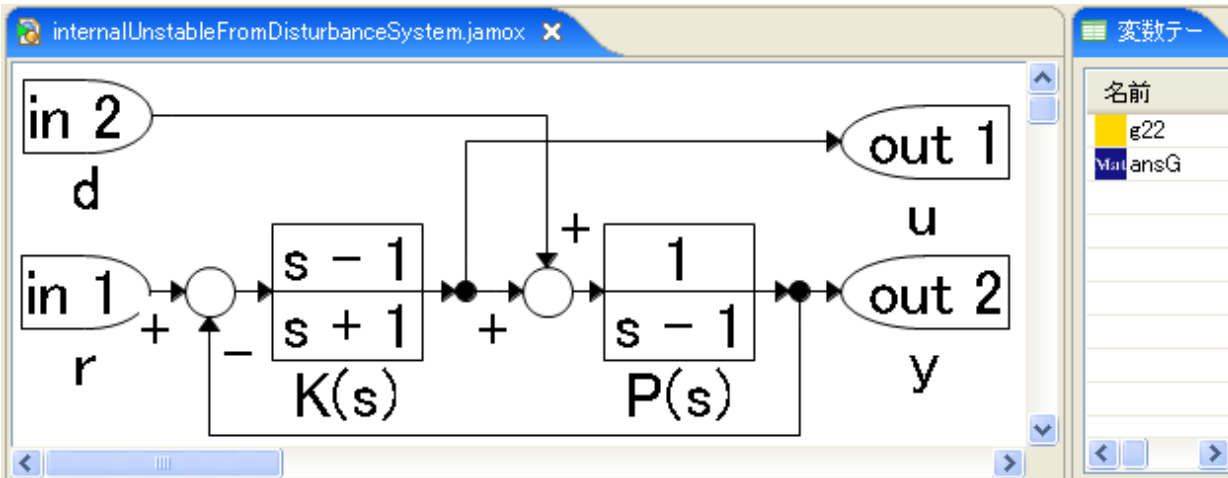 internalUnstableFromDisturbanceSystem.jamox
変数テー
名前
g22
Mat ansG
in 2
d
out 1
u
+
s - 1
s + 1
K(s)
1
s - 1
P(s)
in 1
r
+
-
+
out 2
y